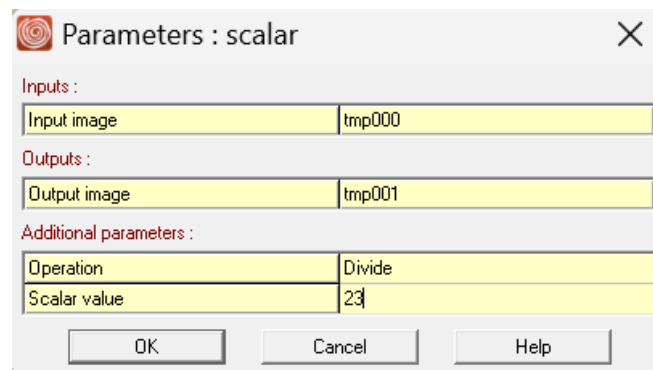 Parameters : scalar
Inputs :
Input image tmp000
Outputs :
Output image tmp001
Additional parameters :
Operation Divide
Scalar value 23
OK Cancel Help